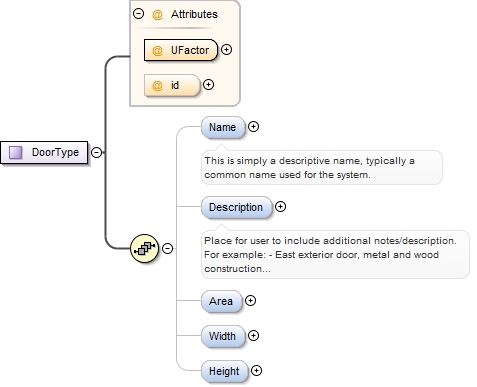 Attributes
@ UFactor
@ id
DoorType
Name
This is simply a descriptive name, typically a
common name used for the system.
Description
Place for user to include additional notes/description.
For example: - East exterior door, metal and wood
construction...
Area
Width
Height